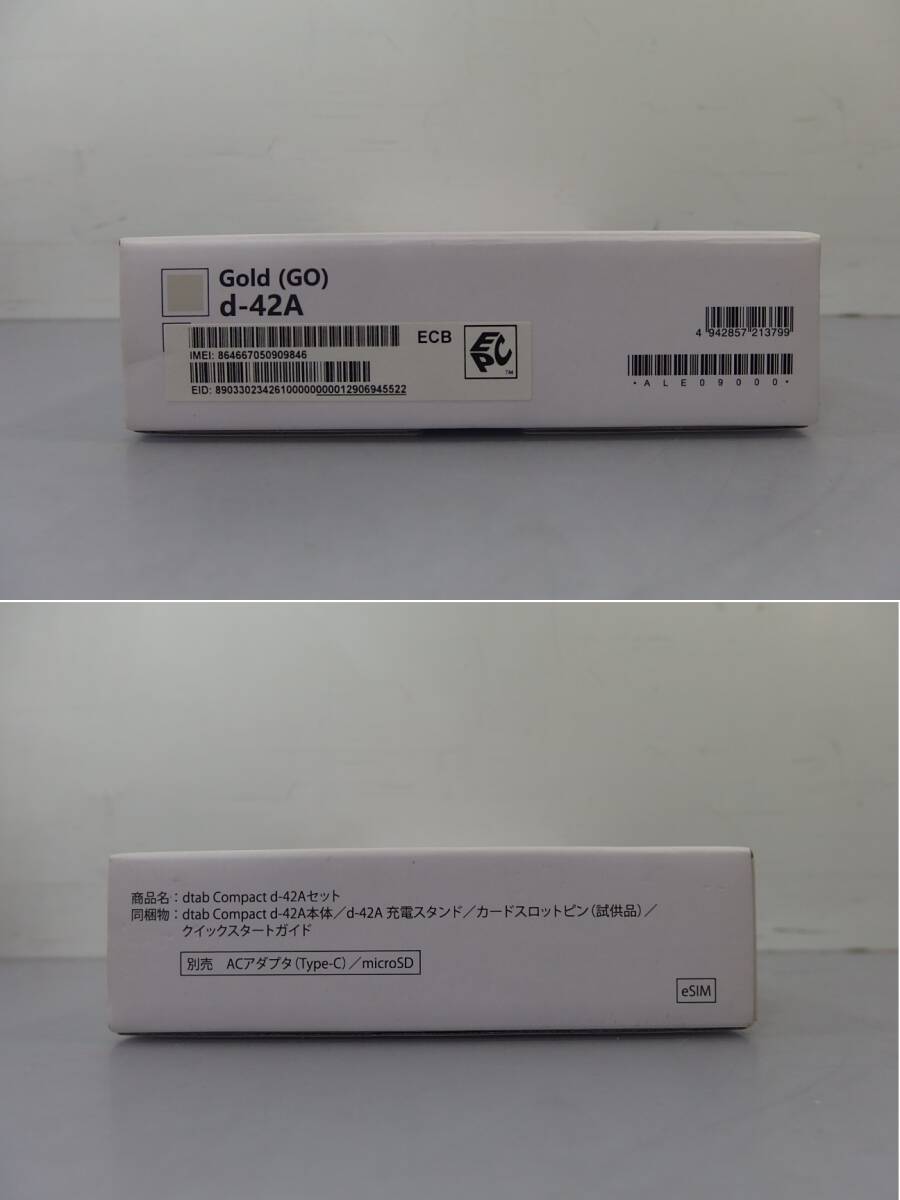 Gold (GO)
d-42A
IMEI: 864667050909846
EID: 89033023426100000000012906945522
ECB
EPC
TM
4 942857 213799
*ALE09000*
商品名：dtab Compact d-42Aセット
同梱物：dtab Compact d-42A本体／d-42A 充電スタンド／カードスロットピン（試供品）／
クイックスタートガイド
別売　ACアダプタ（Type-C）／microSD
eSIM